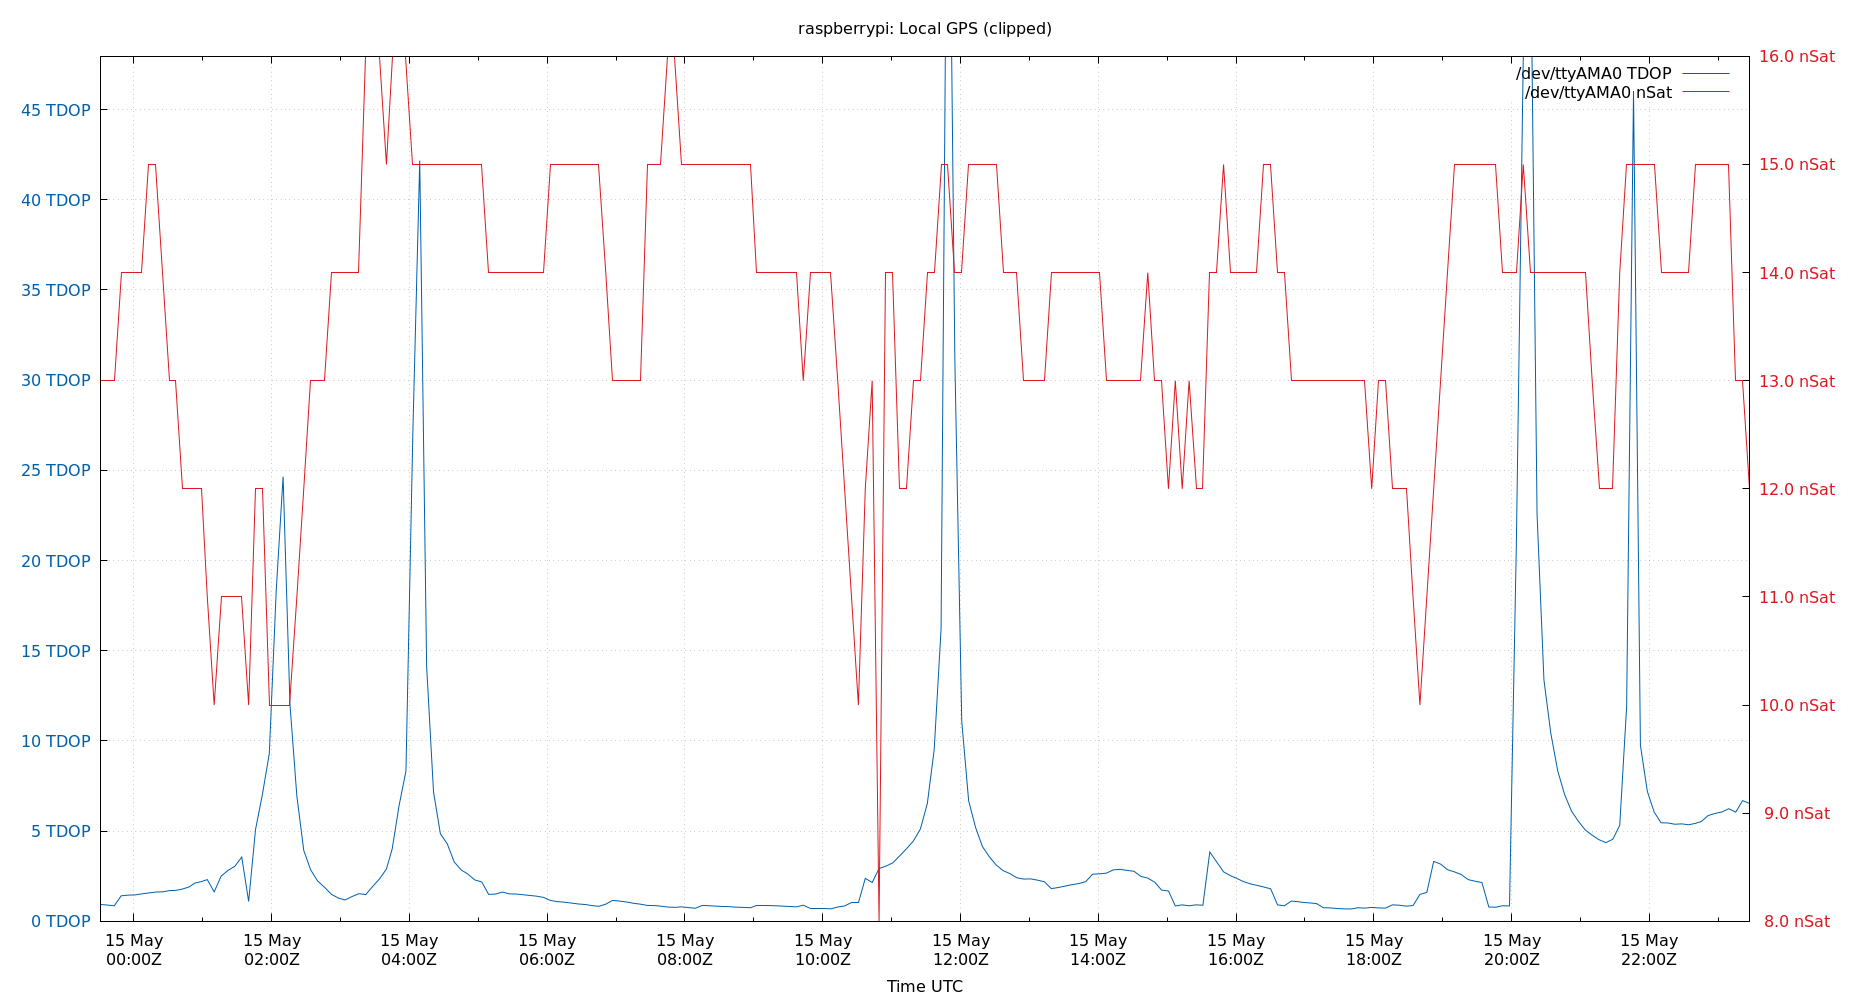 raspberrypi: Local GPS (clipped)
16.0 nSat
/dev/ttyAMA0 TDOP
/dev/ttyAMA0 nSat
45 TDOP
15.0 nSat
40 TDOP
14.0 nSat
35 TDOP
30 TDOP
13.0 nSat
25 TDOP
12.0 nSat
20 TDOP
11.0 nSat
15 TDOP
10.0 nSat
10 TDOP
9.0 nSat
5 TDOP
0 TDOP
8.0 nSat
15 May 15 May 15 May 15 May 15 May 15 May 15 May 15 May 15 May 15 May 15 May 15 May
00:00Z 02:00Z 04:00Z 06:00Z 08:00Z 10:00Z 12:00Z 14:00Z 16:00Z 18:00Z 20:00Z 22:00Z
Time UTC